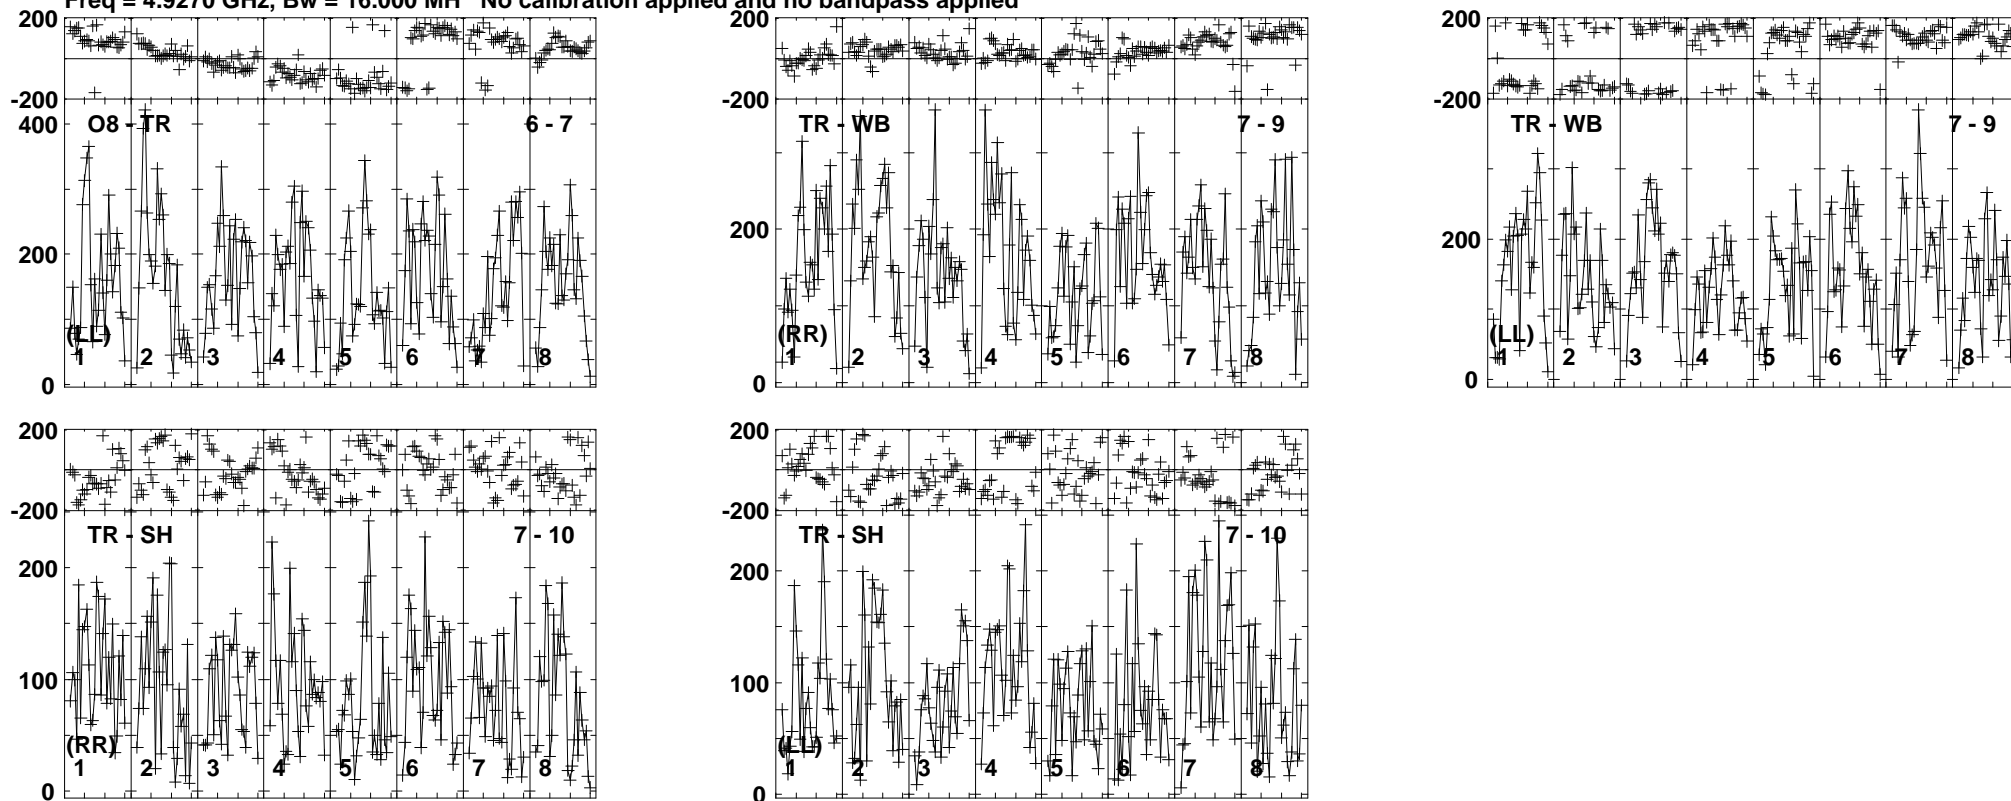 Freq = 4.9270 GHz, Bw = 16.000 MH No calibration applied and no bandpass applied
200
-200
400
O8 - TR 6 - 7
200
(LL)
1 2 3 4 5 6 7 8
0
200
-200
TR - WB 7 - 9
200
(RR)
1 2 3 4 5 6 7 8
0
200
-200
TR - WB 7 - 9
200
(LL)
1 2 3 4 5 6 7 8
0
200
-200
TR - SH 7 - 10
200
100
(RR)
1 2 3 4 5 6 7 8
0
200
-200
TR - SH 7 - 10
200
100
(LL)
1 2 3 4 5 6 7 8
0